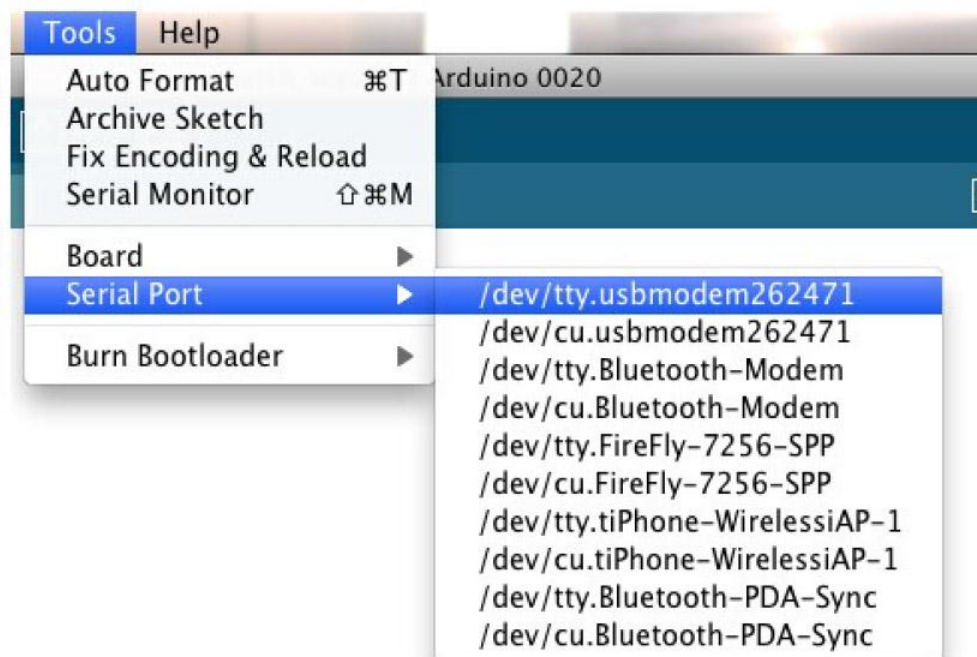 Tools Help
Auto Format ⌘T
Arduino 0020
Archive Sketch
Fix Encoding & Reload
Serial Monitor ⇧⌘M
Board
Serial Port
Burn Bootloader
/dev/tty.usbmodem262471
/dev/cu.usbmodem262471
/dev/tty.Bluetooth-Modem
/dev/cu.Bluetooth-Modem
/dev/tty.FireFly-7256-SPP
/dev/cu.FireFly-7256-SPP
/dev/tty.tiPhone-WirelessiAP-1
/dev/cu.tiPhone-WirelessiAP-1
/dev/tty.Bluetooth-PDA-Sync
/dev/cu.Bluetooth-PDA-Sync